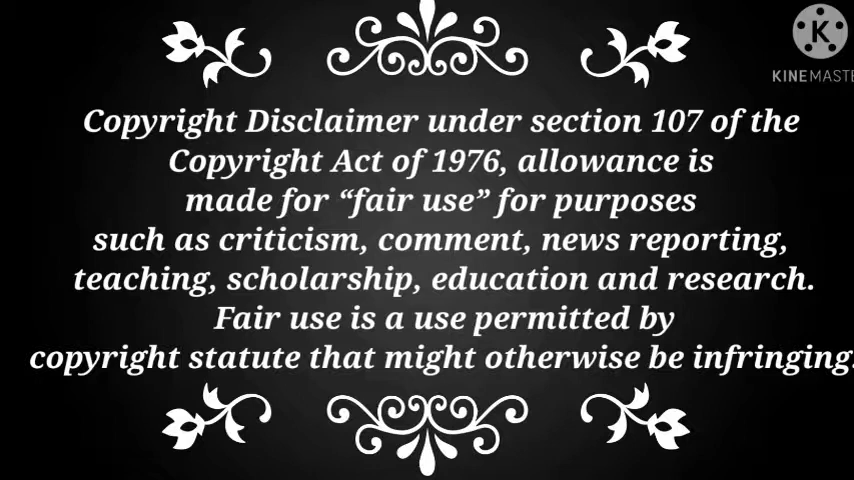 K
KINEMASTE
Copyright Disclaimer under section 107 of the
Copyright Act of 1976, allowance is
made for “fair use” for purposes
such as criticism, comment, news reporting,
teaching, scholarship, education and research.
Fair use is a use permitted by
copyright statute that might otherwise be infringing.